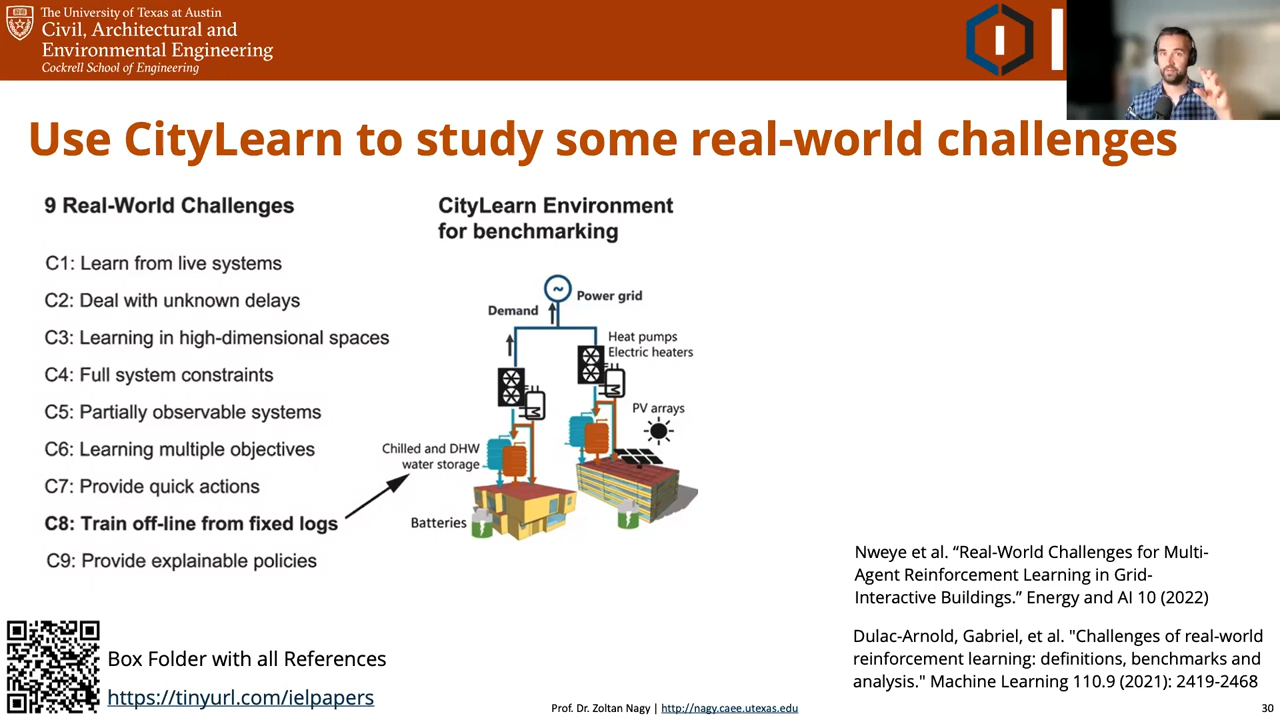 The University of Texas at Austin
Civil, Architectural and
Environmental Engineering
Cockrell School of Engineering
Use CityLearn to study some real-world challenges
9 Real-World Challenges
C1: Learn from live systems
C2: Deal with unknown delays
C3: Learning in high-dimensional spaces
C4: Full system constraints
C5: Partially observable systems
C6: Learning multiple objectives
C7: Provide quick actions
C8: Train off-line from fixed logs
C9: Provide explainable policies
CityLearn Environment
for benchmarking
Power grid
Demand
Heat pumps
Electric heaters
PV arrays
Chilled and DHW
water storage
Batteries
Nweye et al. “Real-World Challenges for Multi-
Agent Reinforcement Learning in Grid-
Interactive Buildings.” Energy and AI 10 (2022)
Dulac-Arnold, Gabriel, et al. "Challenges of real-world
reinforcement learning: definitions, benchmarks and
analysis." Machine Learning 110.9 (2021): 2419-2468
Box Folder with all References
https://tinyurl.com/ielpapers
Prof. Dr. Zoltan Nagy | http://nagy.caee.utexas.edu
30